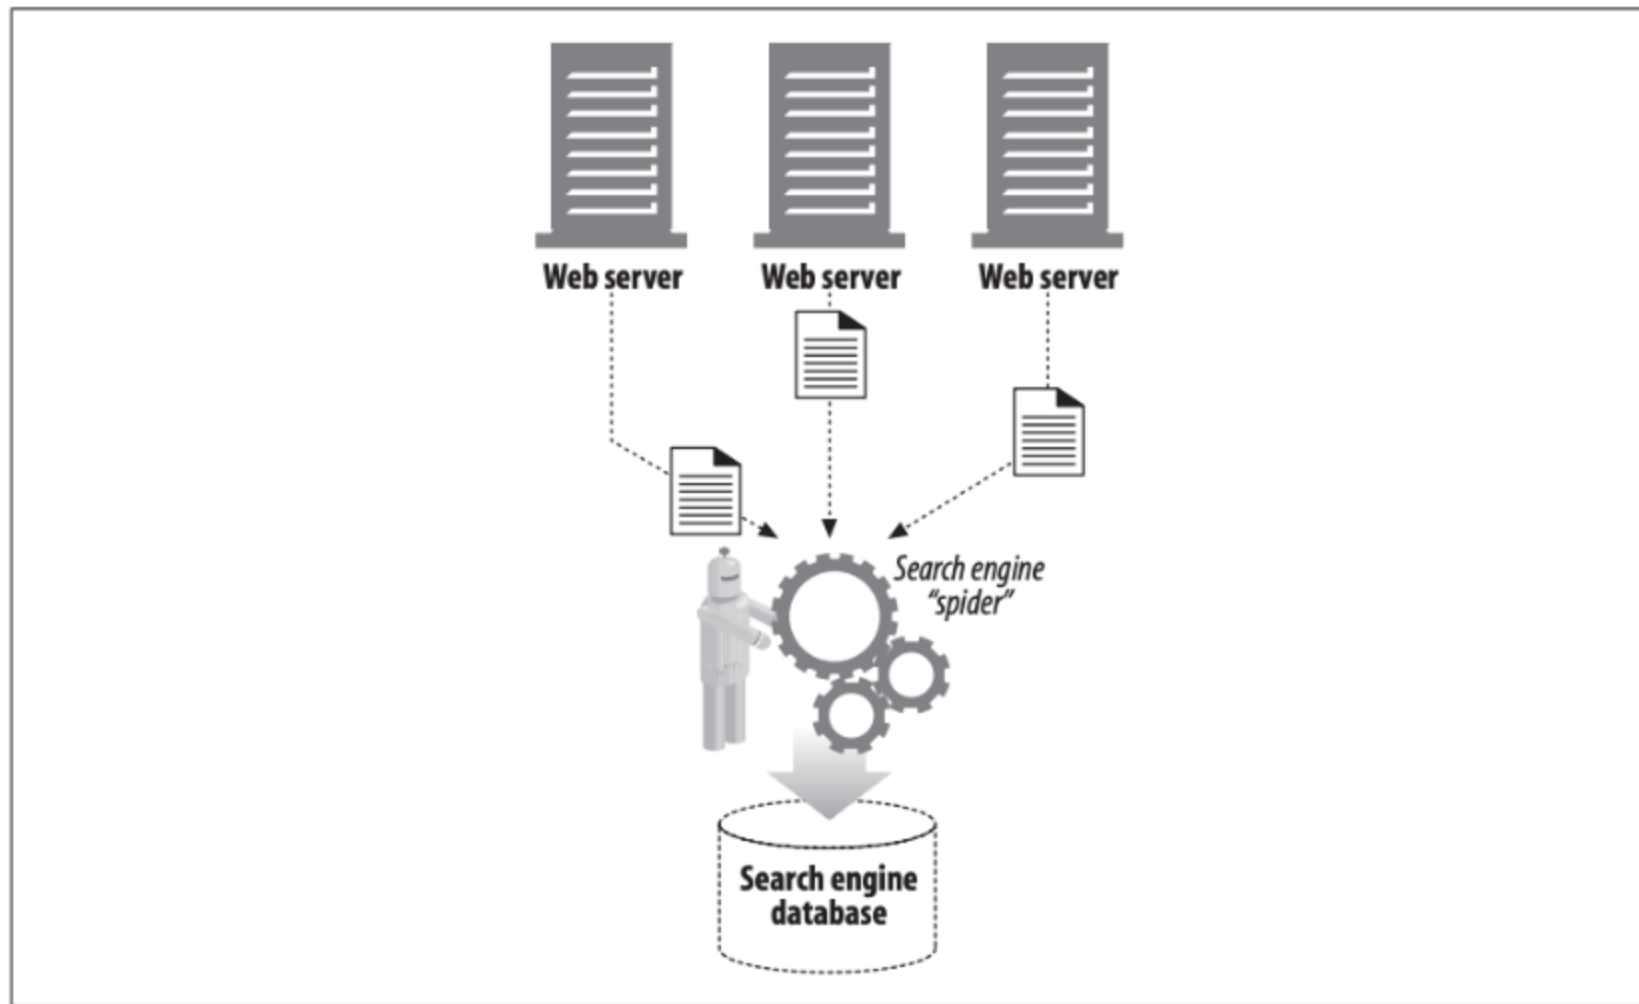 Web server
Web server
Web server
Search engine
“spider”
Search engine
database